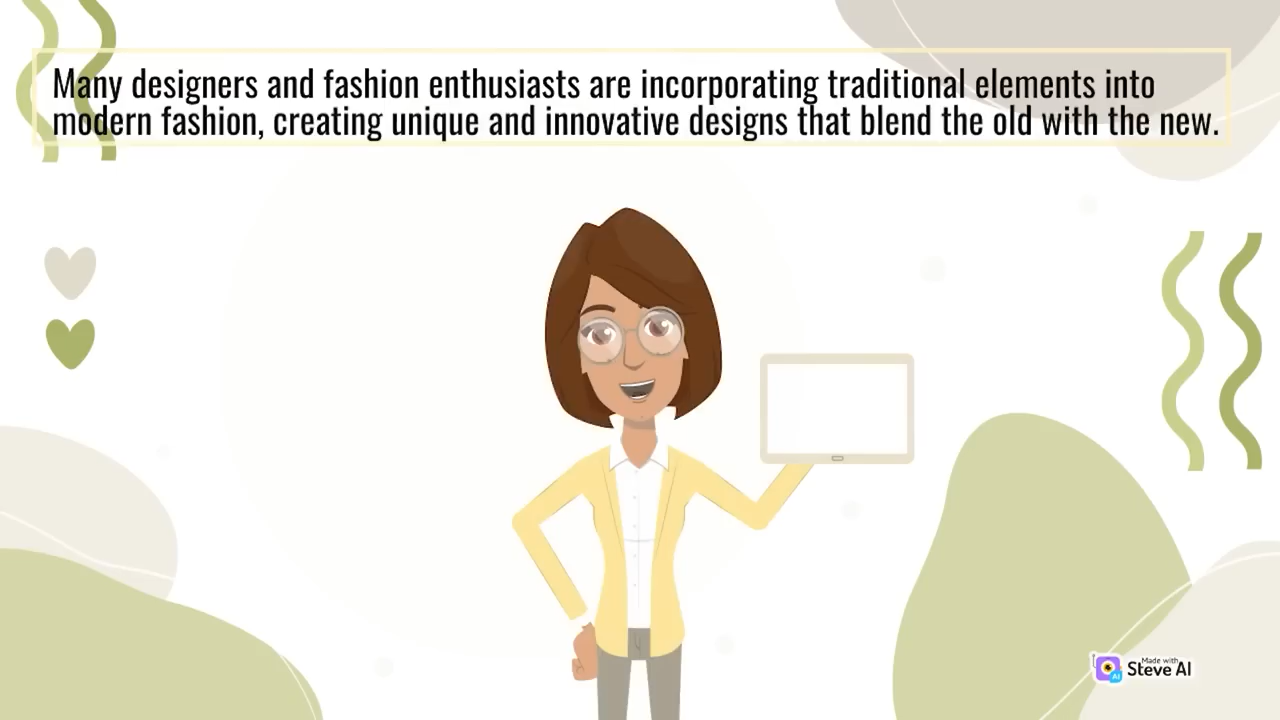 Many designers and fashion enthusiasts are incorporating traditional elements into
modern fashion, creating unique and innovative designs that blend the old with the new.
Made with
Steve AI
AI